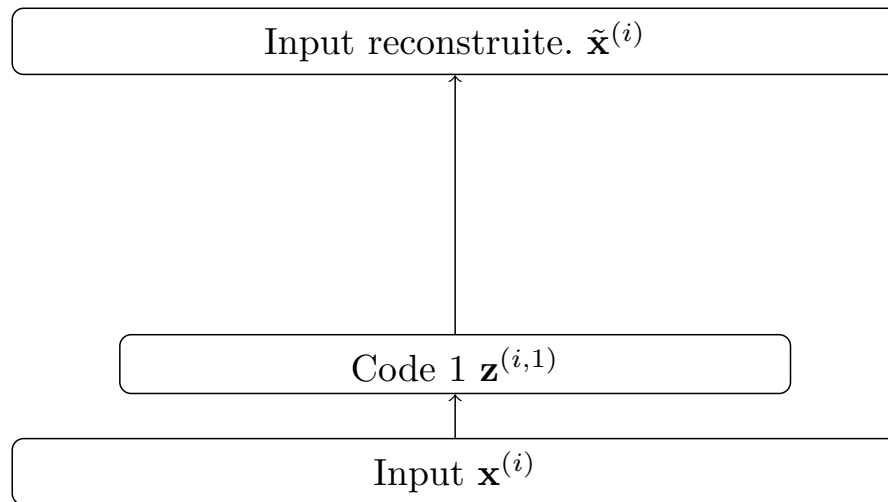 Input reconstruite. x̃^(i)
Code 1 z^(i,1)
Input x^(i)